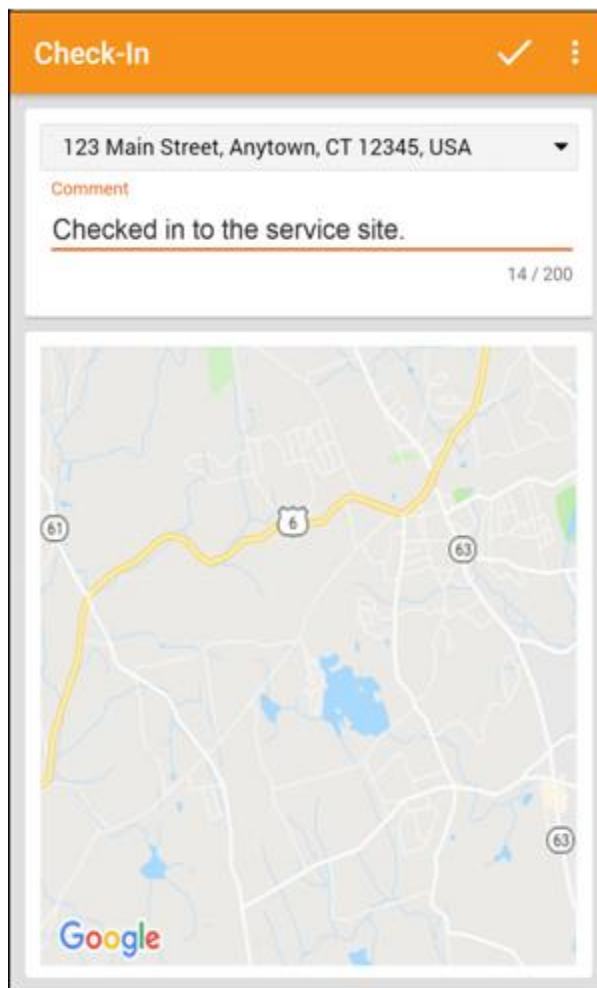 Check-In
123 Main Street, Anytown, CT 12345, USA
Comment
Checked in to the service site.
14 / 200
61
6
63
63
Google